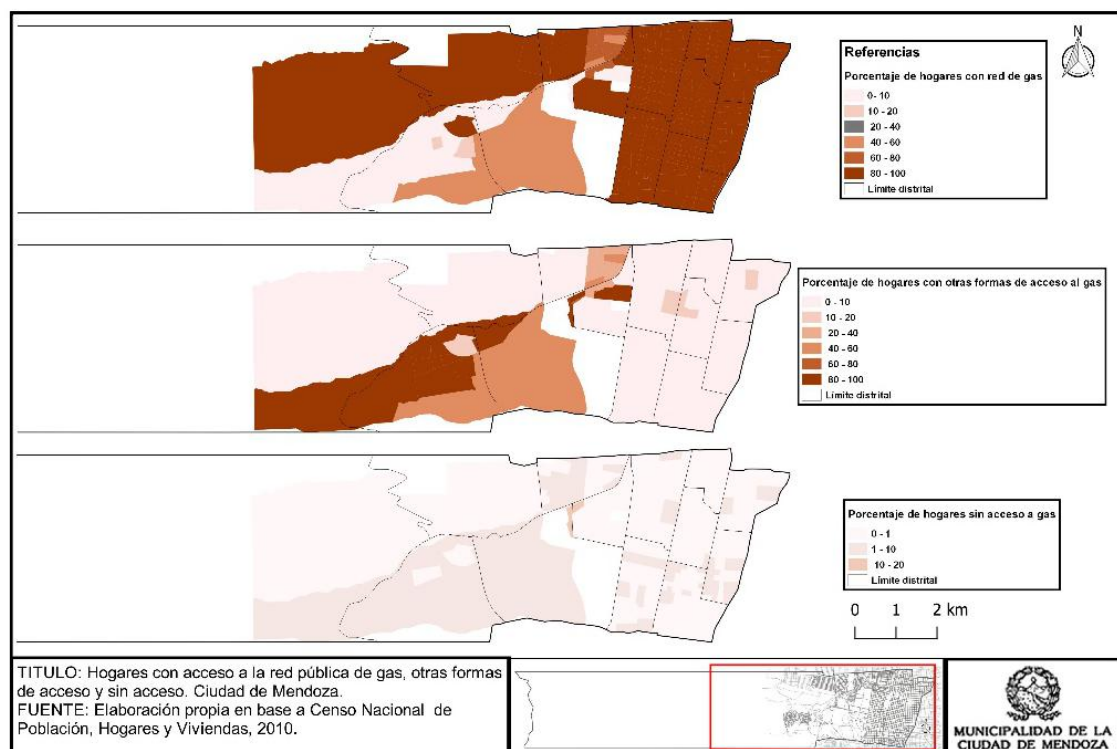 Referencias
Porcentaje de hogares con red de gas
0 - 10
10 - 20
20 - 40
40 - 60
60 - 80
80 - 100
Límite distrital
N
Porcentaje de hogares con otras formas de acceso al gas
0 - 10
10 - 20
20 - 40
40 - 60
60 - 80
80 - 100
Límite distrital
Porcentaje de hogares sin acceso a gas
0 - 1
1 - 10
10 - 20
Límite distrital
0 1 2 km
TITULO: Hogares con acceso a la red pública de gas, otras formas
de acceso y sin acceso. Ciudad de Mendoza.
FUENTE: Elaboración propia en base a Censo Nacional de
Población, Hogares y Viviendas, 2010.
MUNICIPALIDAD DE LA
CIUDAD DE MENDOZA